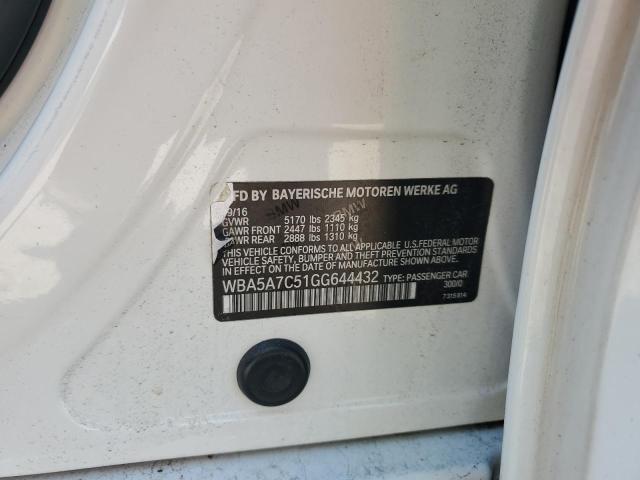 MFD BY BAYERISCHE MOTOREN WERKE AG
9/16
GVWR 5170 lbs 2345 kg
GAWR FRONT 2447 lbs 1110 kg
GAWR REAR 2888 lbs 1310 kg
THIS VEHICLE CONFORMS TO ALL APPLICABLE U.S. FEDERAL MOTOR
VEHICLE SAFETY, BUMPER AND THEFT PREVENTION STANDARDS
IN EFFECT ON THE DATE OF MANUFACTURE SHOWN ABOVE.
WBA5A7C51GG644432 TYPE: PASSENGER CAR
300/0
7315914